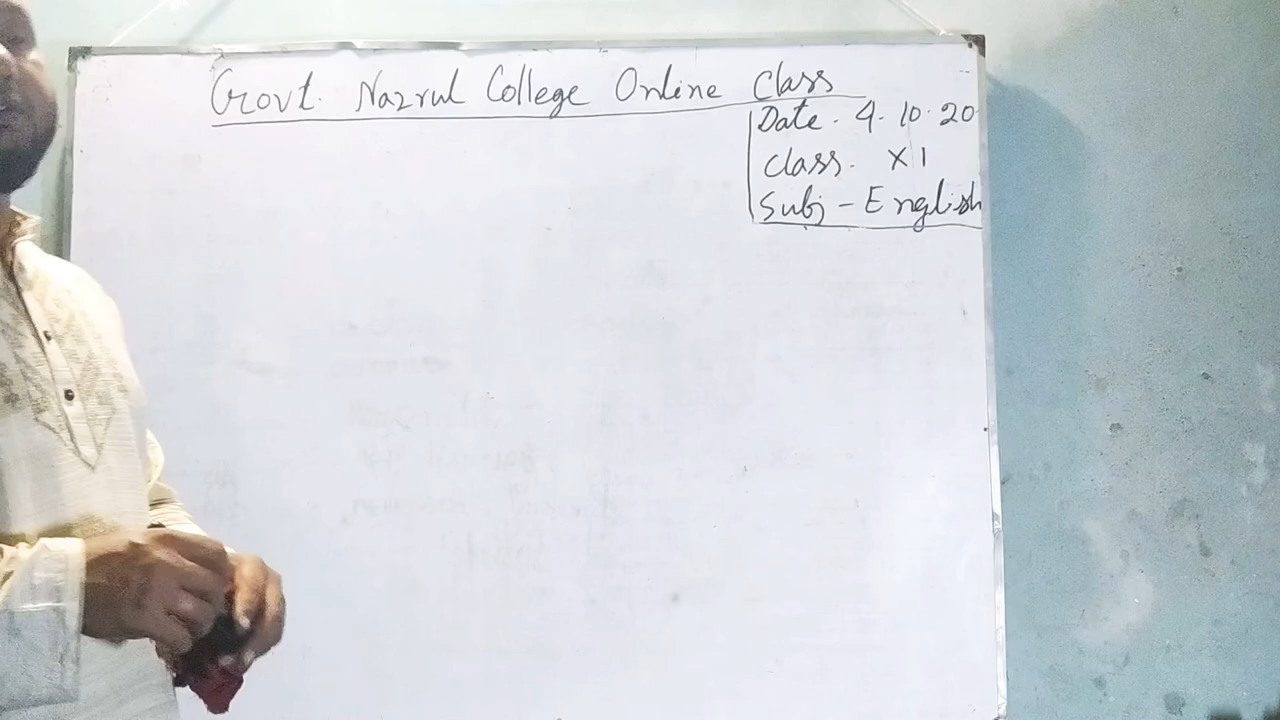 Govt. Nazrul College Online Class
Date. 4.10.20
Class. XI
Subj - English